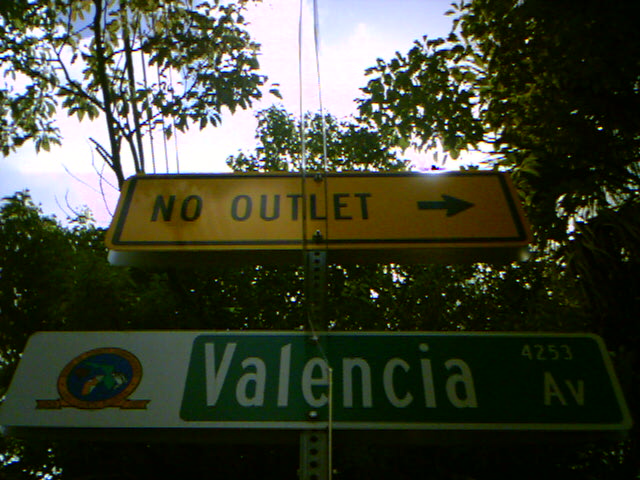 NO OUTLET
4253
Valencia Av